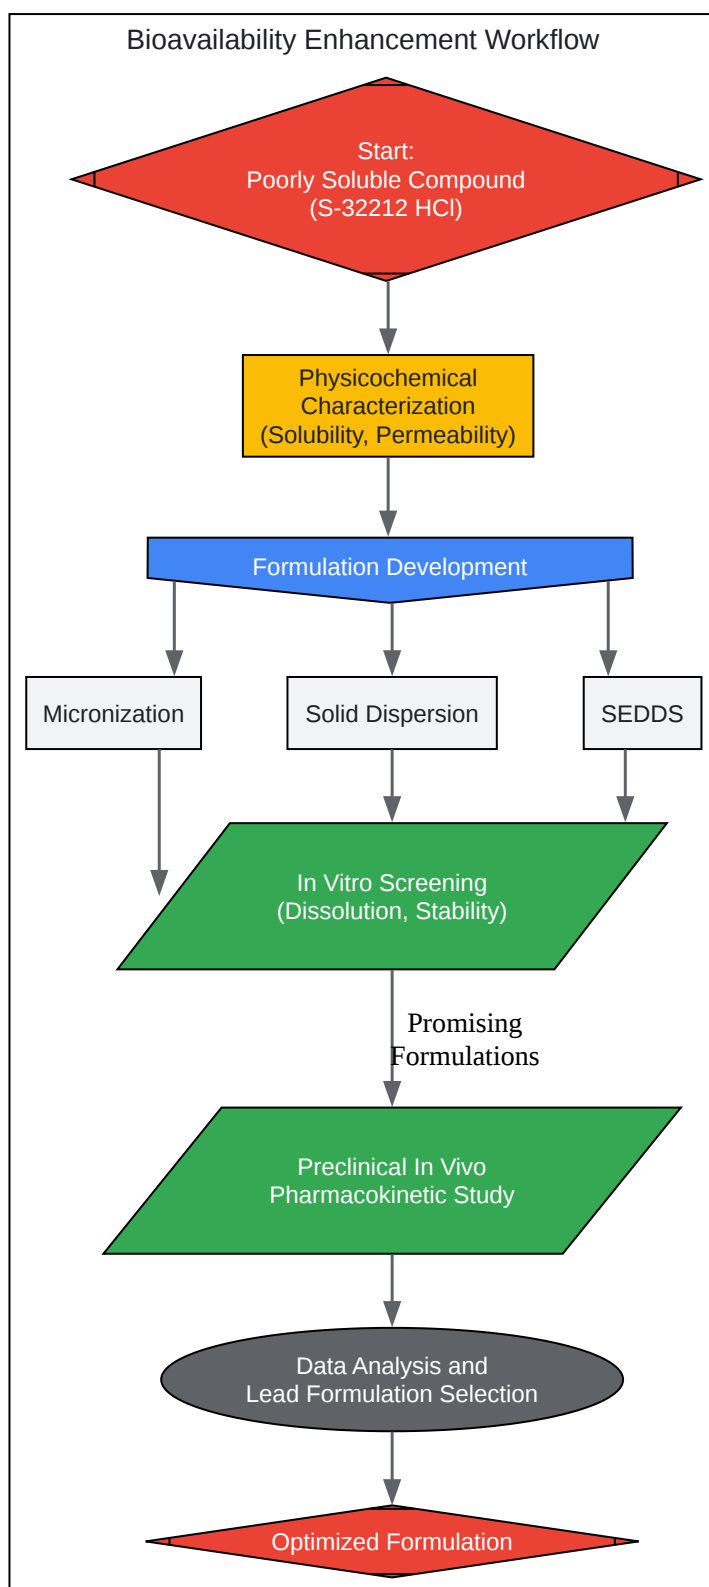 Bioavailability Enhancement Workflow
Start:
Poorly Soluble Compound
(S-32212 HCl)
Physicochemical
Characterization
(Solubility, Permeability)
Formulation Development
Micronization
Solid Dispersion
SEDDS
In Vitro Screening
(Dissolution, Stability)
Promising
Formulations
Preclinical In Vivo
Pharmacokinetic Study
Data Analysis and
Lead Formulation Selection
Optimized Formulation